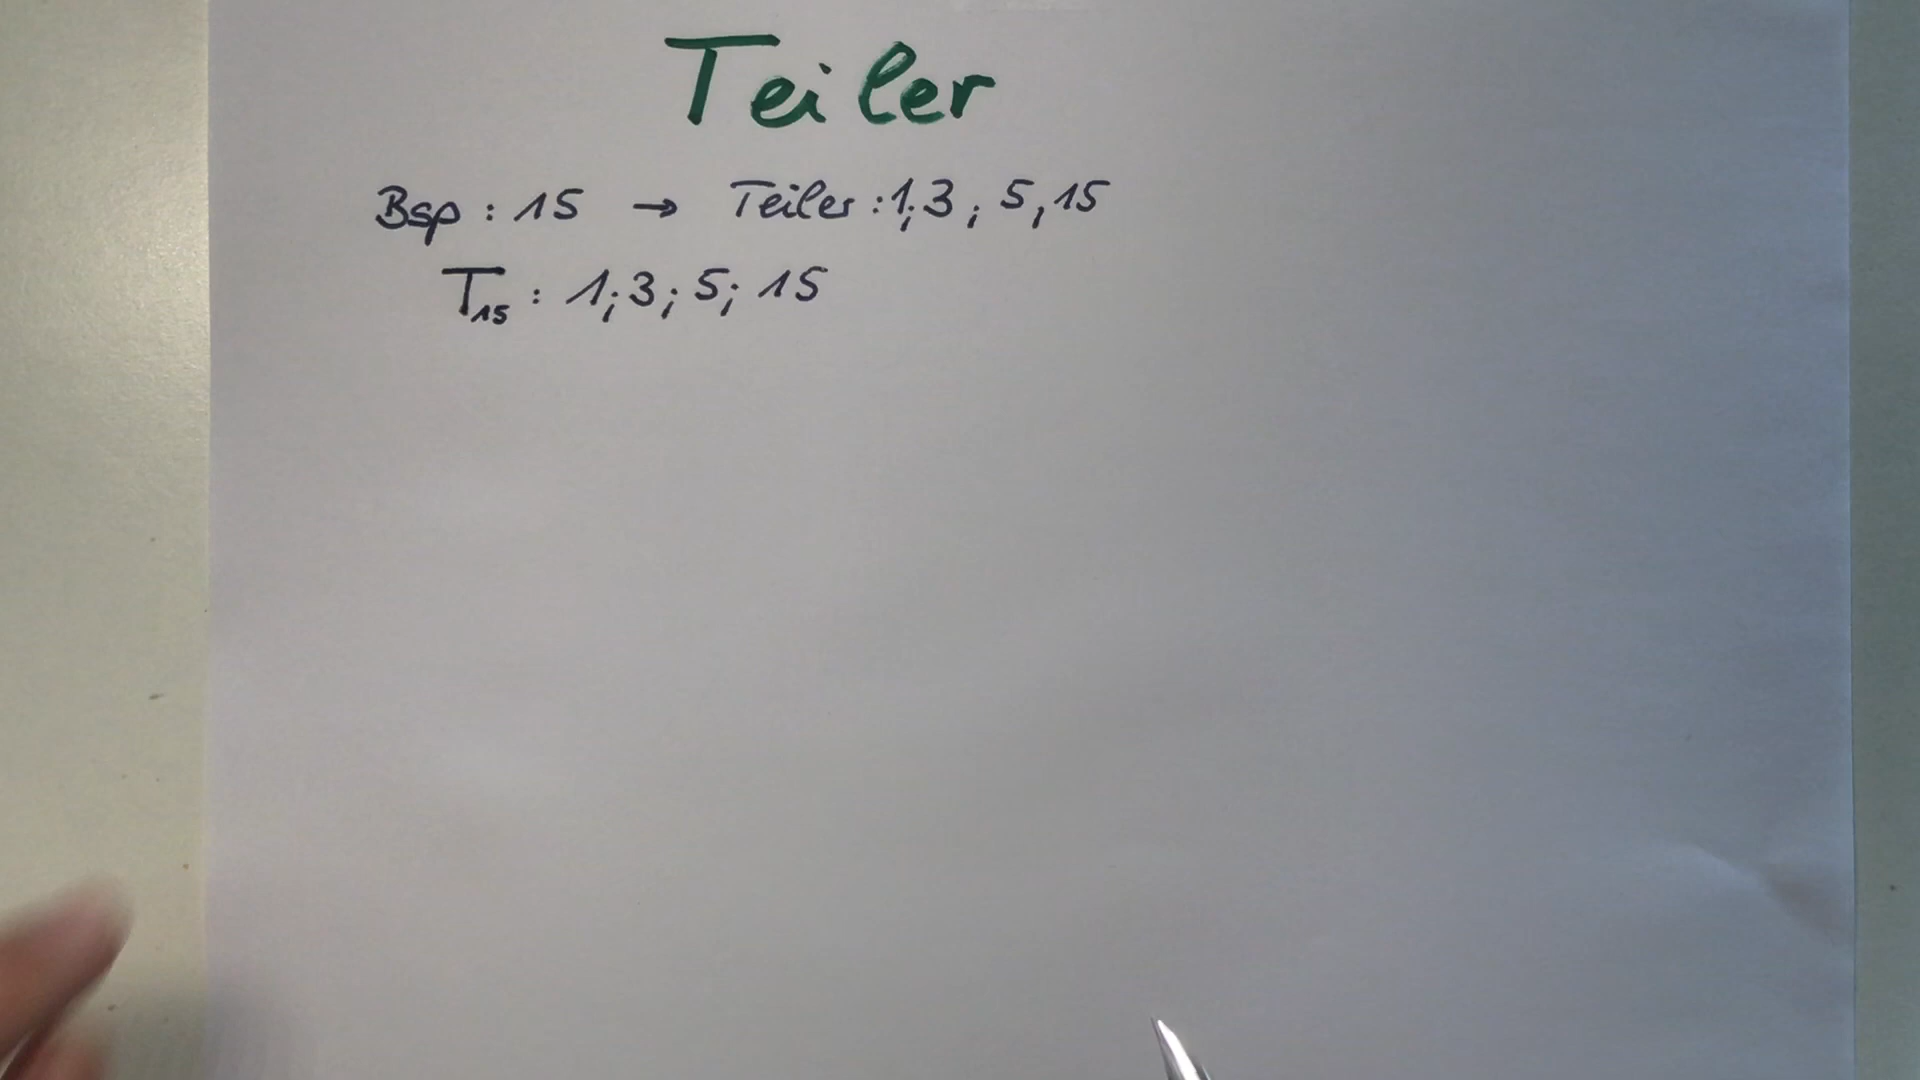 Teiler
Bsp : 15 → Teiler : 1; 3 ; 5, 15
T₁₅ : 1; 3; 5; 15